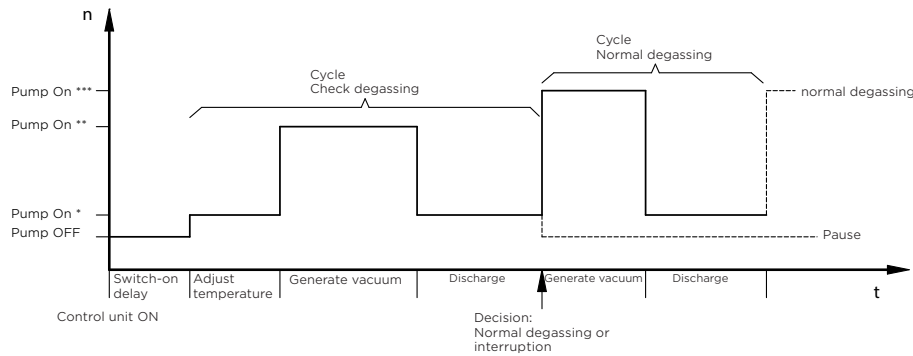 n
Cycle
Normal degassing
Cycle
Check degassing
Pump On ***
normal degassing
Pump On **
Pump On *
Pump OFF
Pause
Switch-on
delay
Adjust
temperature
Generate vacuum
Discharge
Generate vacuum
Discharge
t
Control unit ON
Decision:
Normal degassing or
interruption